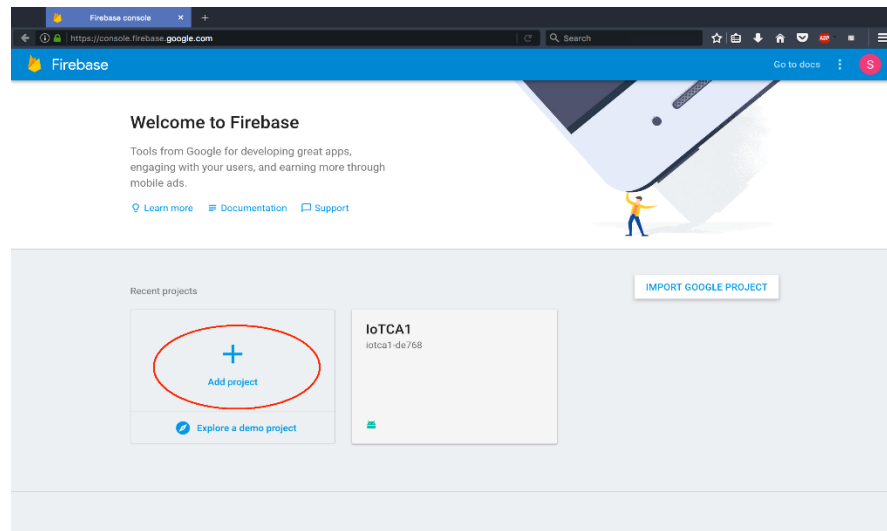 Firebase console
https://console.firebase.google.com
Search
ABP
Firebase
Go to docs
S
Welcome to Firebase
Tools from Google for developing great apps,
engaging with your users, and earning more through
mobile ads.
Learn more
Documentation
Support
Recent projects
IMPORT GOOGLE PROJECT
Add project
Explore a demo project
IoTCA1
iotca1-de768